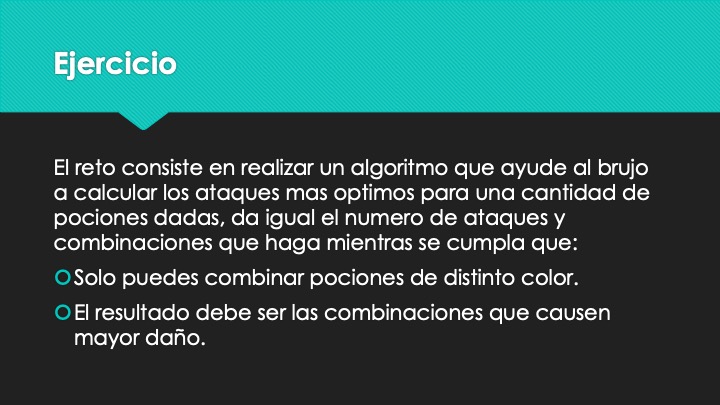 Ejercicio
El reto consiste en realizar un algoritmo que ayude al brujo
a calcular los ataques mas optimos para una cantidad de
pociones dadas, da igual el numero de ataques y
combinaciones que haga mientras se cumpla que:
Solo puedes combinar pociones de distinto color.
El resultado debe ser las combinaciones que causen
mayor daño.